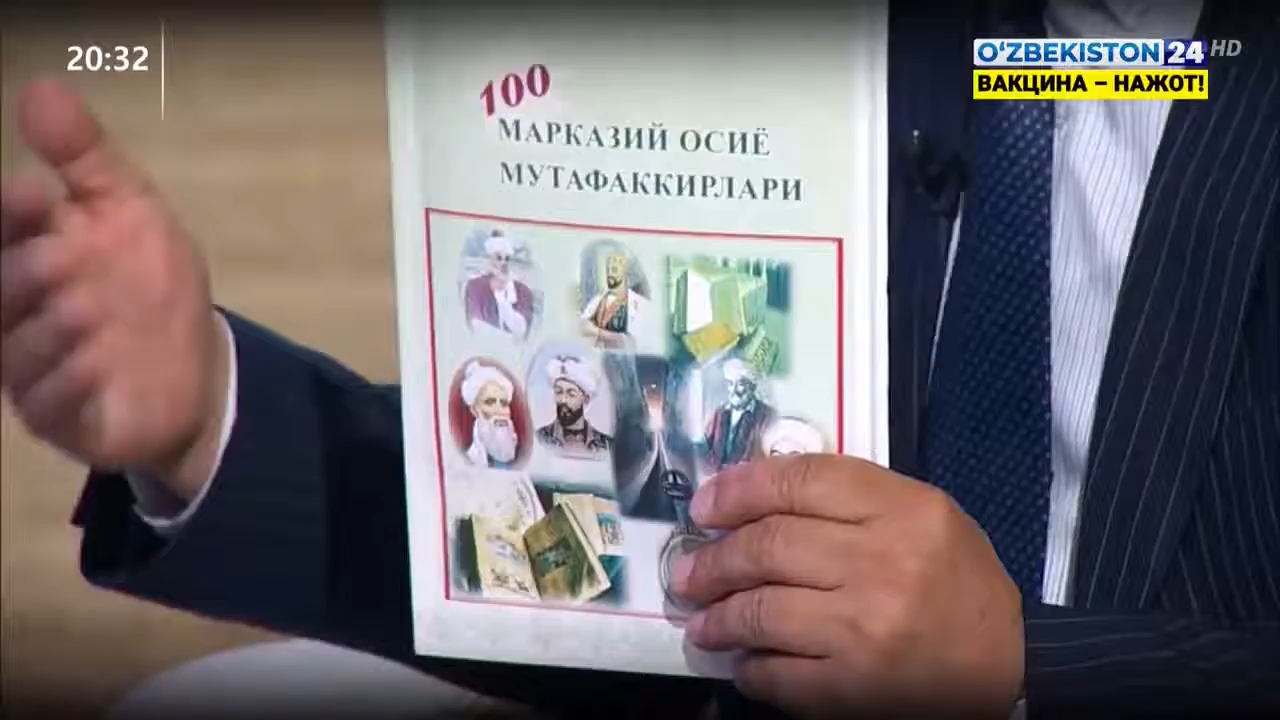 20:32
O‘ZBEKISTON 24 HD
ВАКЦИНА – НАЖОТ!
100
МАРКАЗИЙ ОСИЁ
МУТАФАККИРЛАРИ